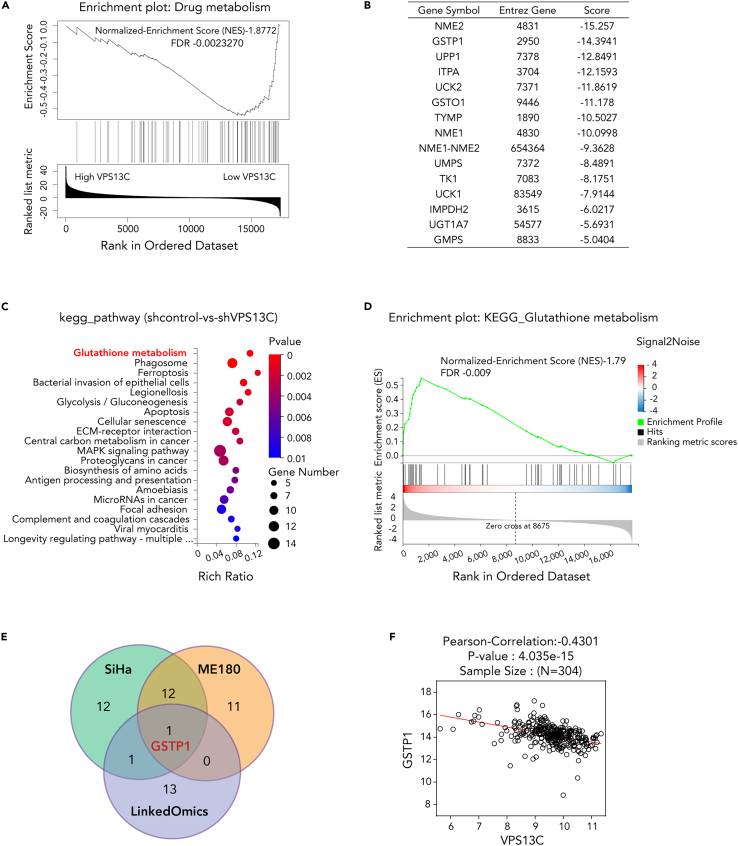 A
Enrichment plot: Drug metabolism
Normalized-Enrichment Score (NES)-1.8772
FDR -0.0023270
Enrichment Score
0.0
-0.1
-0.2
-0.3
-0.4
-0.5
High VPS13C
Low VPS13C
Ranked list metric
40
20
0
-20
0
5000
10000
15000
Rank in Ordered Dataset
B
Gene Symbol Entrez Gene Score
NME2 4831 -15.257
GSTP1 2950 -14.3941
UPP1 7378 -12.8491
ITPA 3704 -12.1593
UCK2 7371 -11.8619
GSTO1 9446 -11.178
TYMP 1890 -10.5027
NME1 4830 -10.0998
NME1-NME2 654364 -9.3628
UMPS 7372 -8.4891
TK1 7083 -8.1751
UCK1 83549 -7.9144
IMPDH2 3615 -6.0217
UGT1A7 54577 -5.6931
GMPS 8833 -5.0404
C
kegg_pathway (shcontrol-vs-shVPS13C)
Glutathione metabolism
Phagosome
Ferroptosis
Bacterial invasion of epithelial cells
Legionellosis
Glycolysis / Gluconeogenesis
Apoptosis
Cellular senescence
ECM-receptor interaction
Central carbon metabolism in cancer
MAPK signaling pathway
Proteoglycans in cancer
Biosynthesis of amino acids
Antigen processing and presentation
Amoebiasis
MicroRNAs in cancer
Focal adhesion
Complement and coagulation cascades
Viral myocarditis
Longevity regulating pathway - multiple ...
0
0.04
0.08
0.12
Rich Ratio
Pvalue
0
0.002
0.004
0.006
0.008
0.01
Gene Number
5
7
10
12
14
D
Enrichment plot: KEGG_Glutathione metabolism
Normalized-Enrichment Score (NES)-1.79
FDR -0.009
Enrichment score (ES)
0.5
0.4
0.3
0.2
0.1
0.0
Ranked list metric
4
2
0
-2
-4
Zero cross at 8675
0
2,000
4,000
6,000
8,000
10,000
12,000
14,000
16,000
Rank in Ordered Dataset
Signal2Noise
4
2
0
-2
-4
Enrichment Profile
Hits
Ranking metric scores
E
SiHa
ME180
12
12
11
1
GSTP1
1
0
13
LinkedOmics
F
Pearson-Correlation:-0.4301
P-value : 4.035e-15
Sample Size : (N=304)
GSTP1
18
16
14
12
10
8
6
7
8
9
10
11
VPS13C